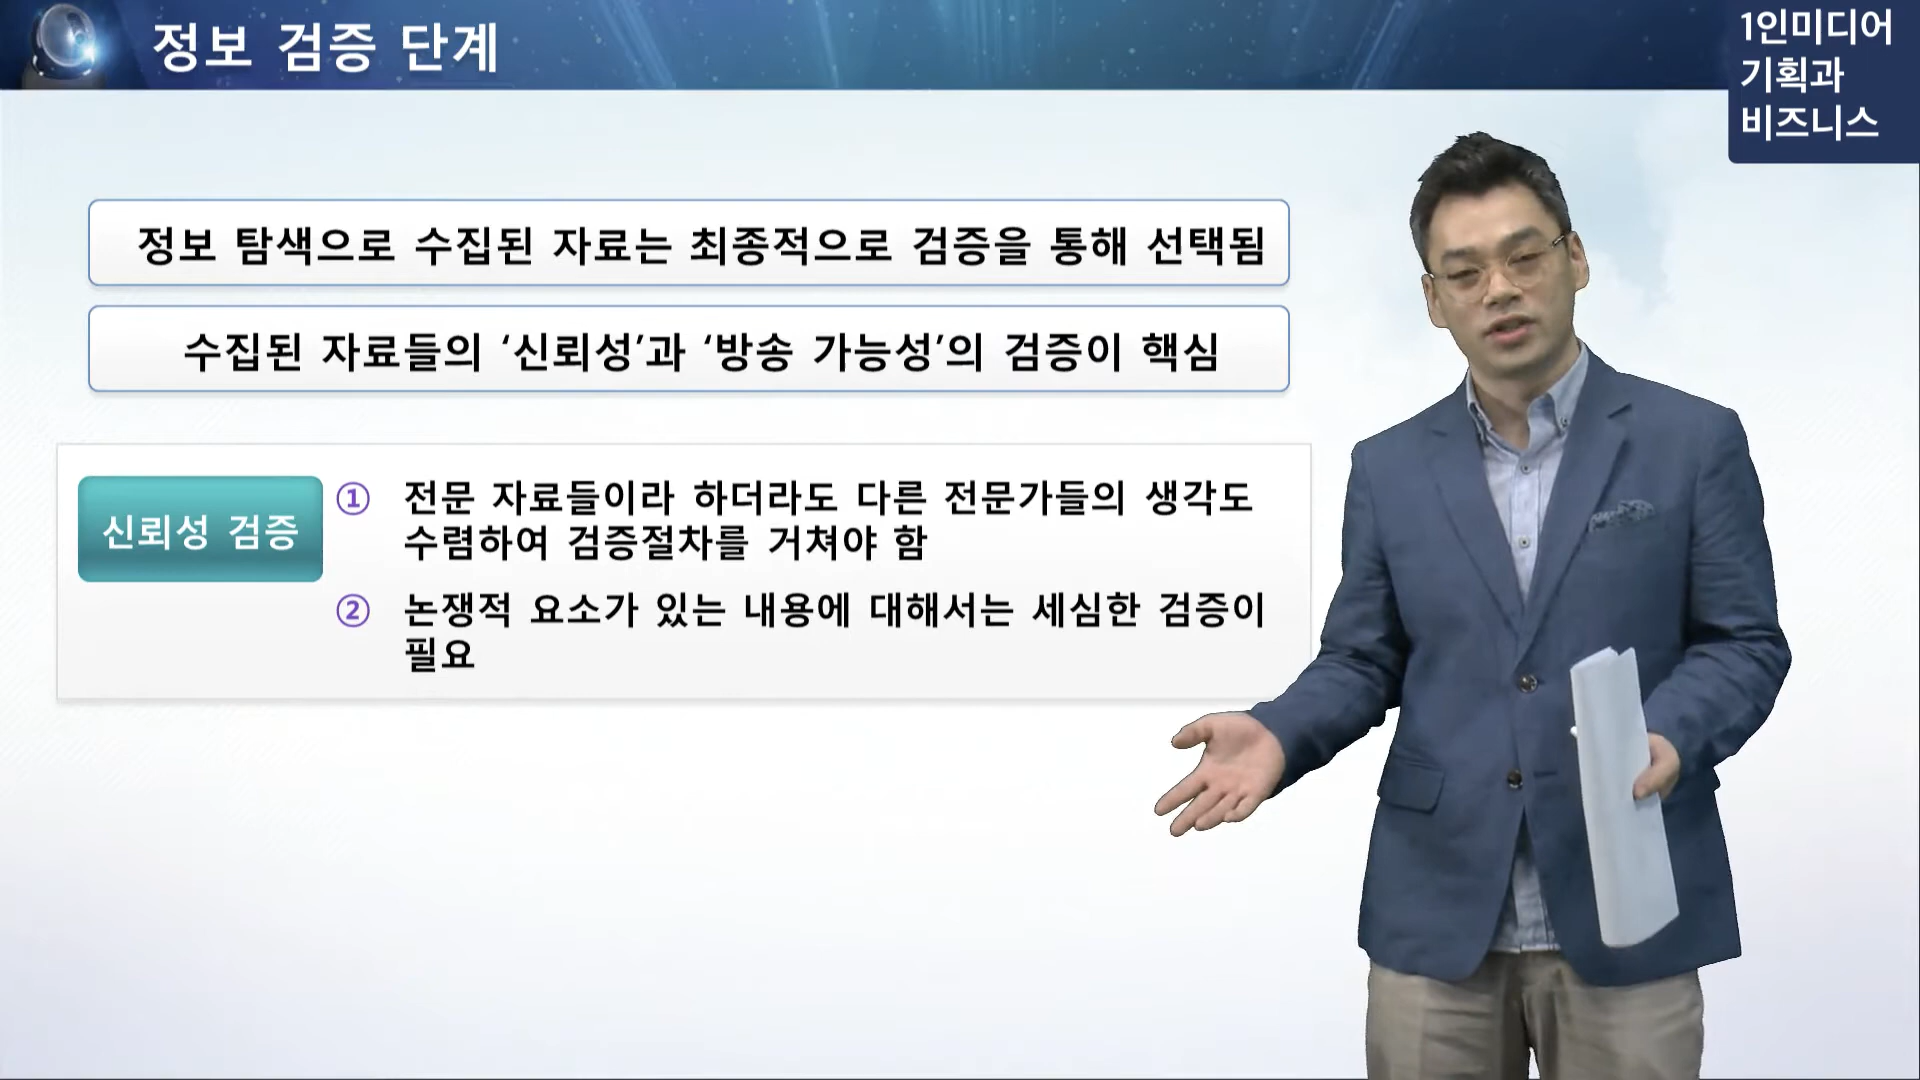 정보 검증 단계
1인미디어
기획과
비즈니스
정보 탐색으로 수집된 자료는 최종적으로 검증을 통해 선택됨
수집된 자료들의 ‘신뢰성’과 ‘방송 가능성’의 검증이 핵심
신뢰성 검증
① 전문 자료들이라 하더라도 다른 전문가들의 생각도
수렴하여 검증절차를 거쳐야 함
② 논쟁적 요소가 있는 내용에 대해서는 세심한 검증이
필요